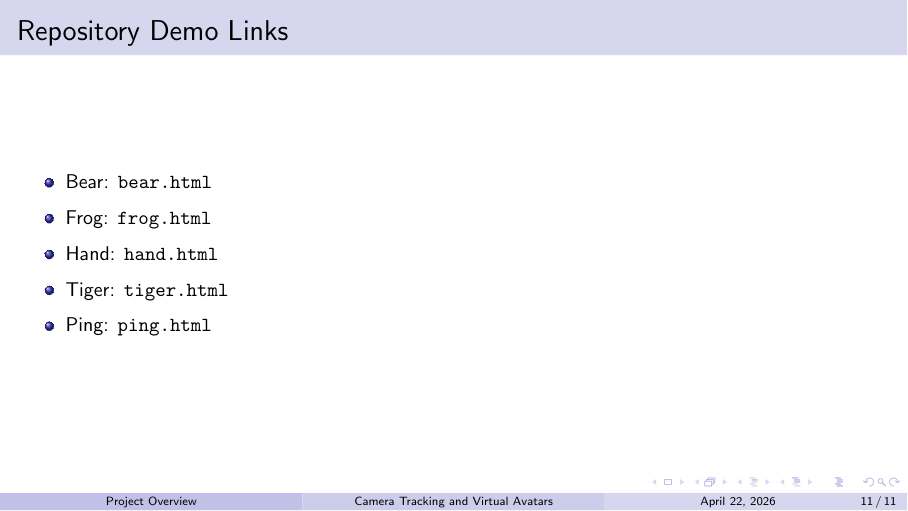 Repository Demo Links
Bear: bear.html
Frog: frog.html
Hand: hand.html
Tiger: tiger.html
Ping: ping.html
Project Overview
Camera Tracking and Virtual Avatars
April 22, 2026
11 / 11